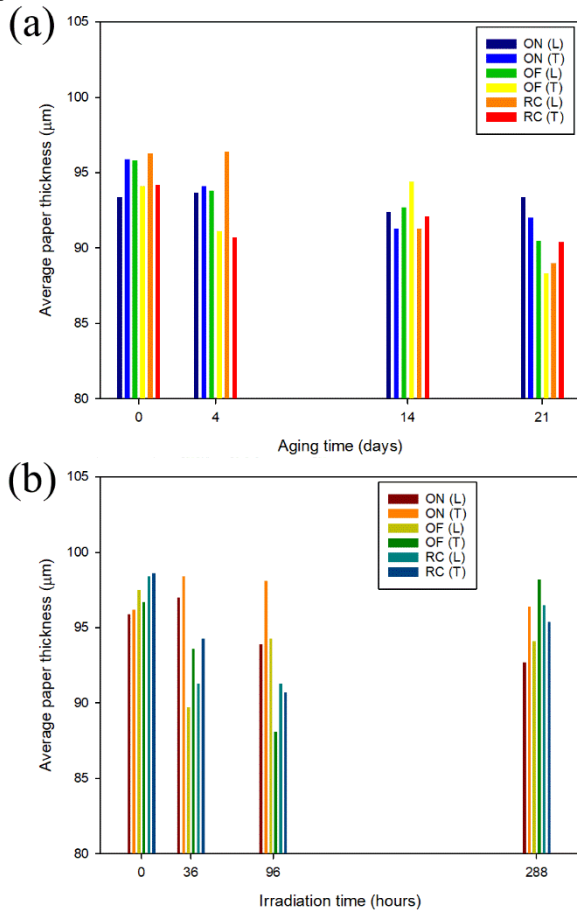 (a)
105
100
95
90
85
80
Average paper thickness (μm)
ON (L)
ON (T)
OF (L)
OF (T)
RC (L)
RC (T)
0 4 14 21
Aging time (days)
(b)
105
100
95
90
85
80
Average paper thickness (μm)
ON (L)
ON (T)
OF (L)
OF (T)
RC (L)
RC (T)
0 36 96 288
Irradiation time (hours)